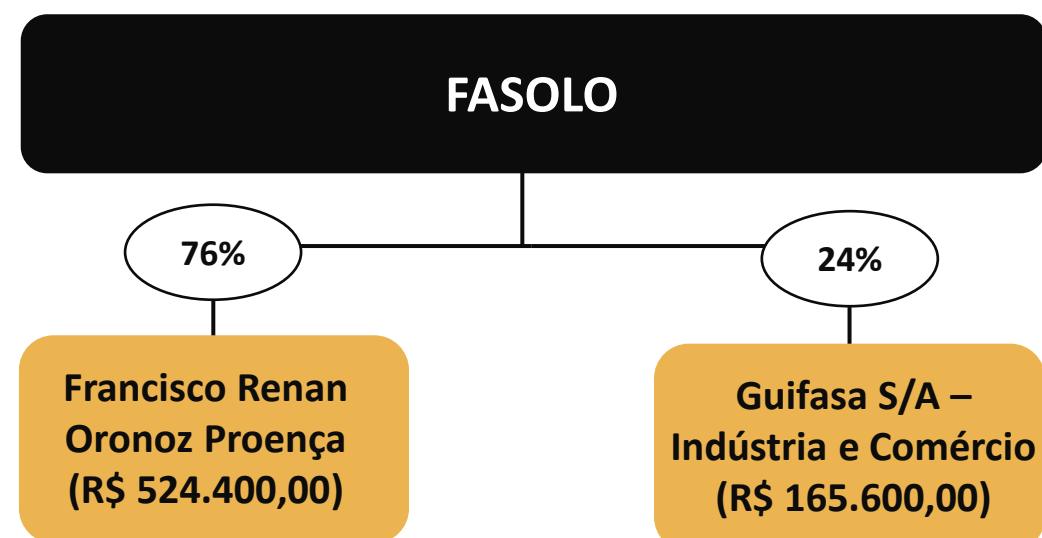 FASOLO
76%
24%
Francisco Renan
Oronoz Proença
(R$ 524.400,00)
Guifasa S/A –
Indústria e Comércio
(R$ 165.600,00)